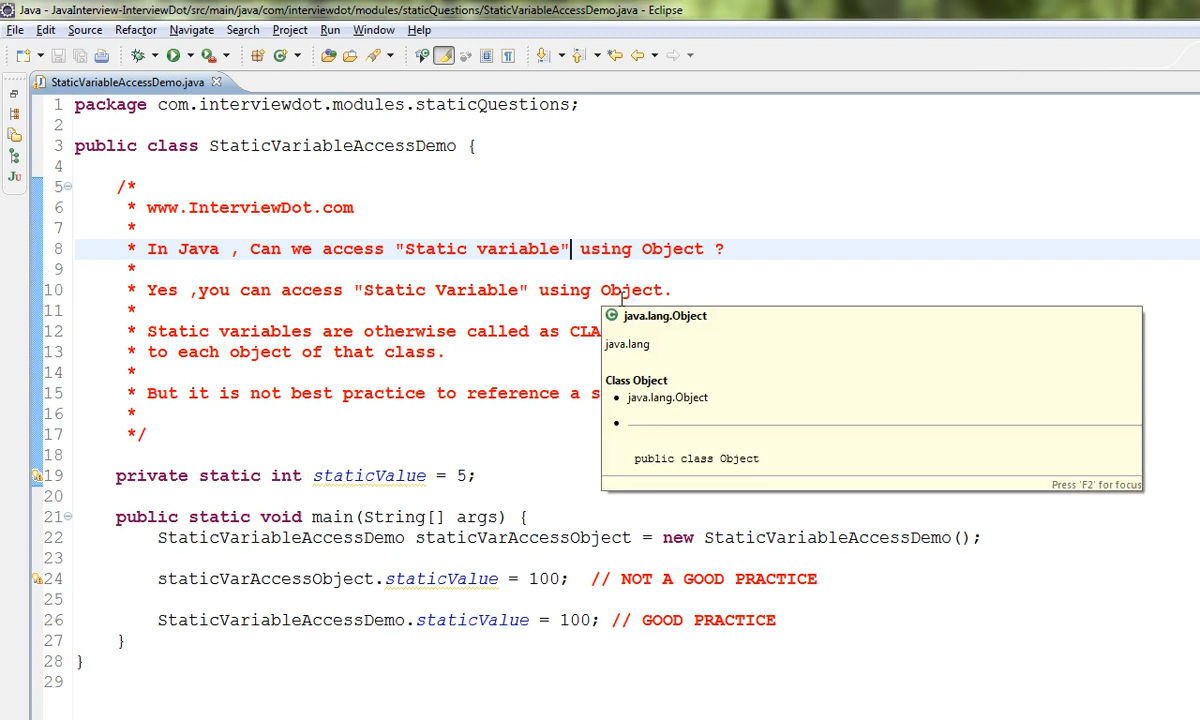 Java - JavaInterview-InterviewDot/src/main/java/com/interviewdot/modules/staticQuestions/StaticVariableAccessDemo.java - Eclipse
File Edit Source Refactor Navigate Search Project Run Window Help
StaticVariableAccessDemo.java
1 package com.interviewdot.modules.staticQuestions;
2
3 public class StaticVariableAccessDemo {
4
5 /*
6 * www.InterviewDot.com
7 *
8 * In Java , Can we access "Static variable" using Object ?
9 *
10 * Yes ,you can access "Static Variable" using Object.
11 *
12 * Static variables are otherwise called as CLA
13 * to each object of that class.
14 *
15 * But it is not best practice to reference a s
16 *
17 */
18
19 private static int staticValue = 5;
20
21 public static void main(String[] args) {
22 StaticVariableAccessDemo staticVarAccessObject = new StaticVariableAccessDemo();
23
24 staticVarAccessObject.staticValue = 100; // NOT A GOOD PRACTICE
25
26 StaticVariableAccessDemo.staticValue = 100; // GOOD PRACTICE
27 }
28 }
29
java.lang.Object
java.lang
Class Object
java.lang.Object
public class Object
Press 'F2' for focus